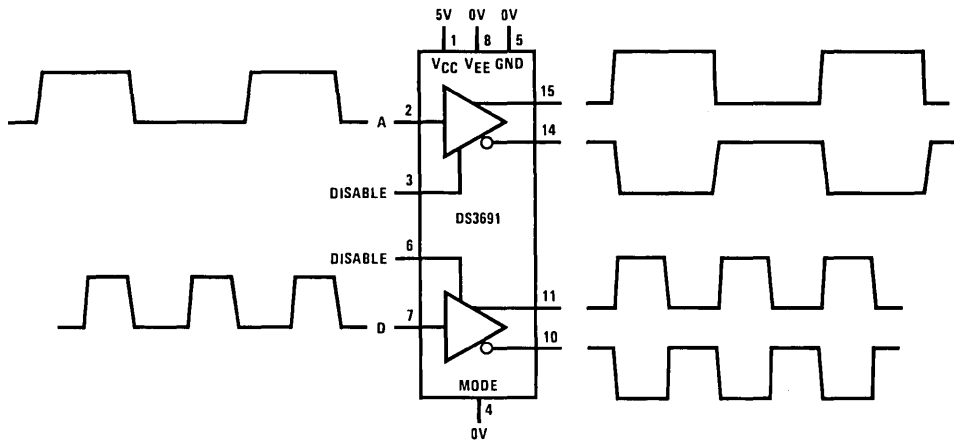 5V 0V 0V
1 8 5
VCC VEE GND
15
2
A
14
3
DISABLE
DS3691
6
DISABLE
11
7
D
10
MODE
4
0V